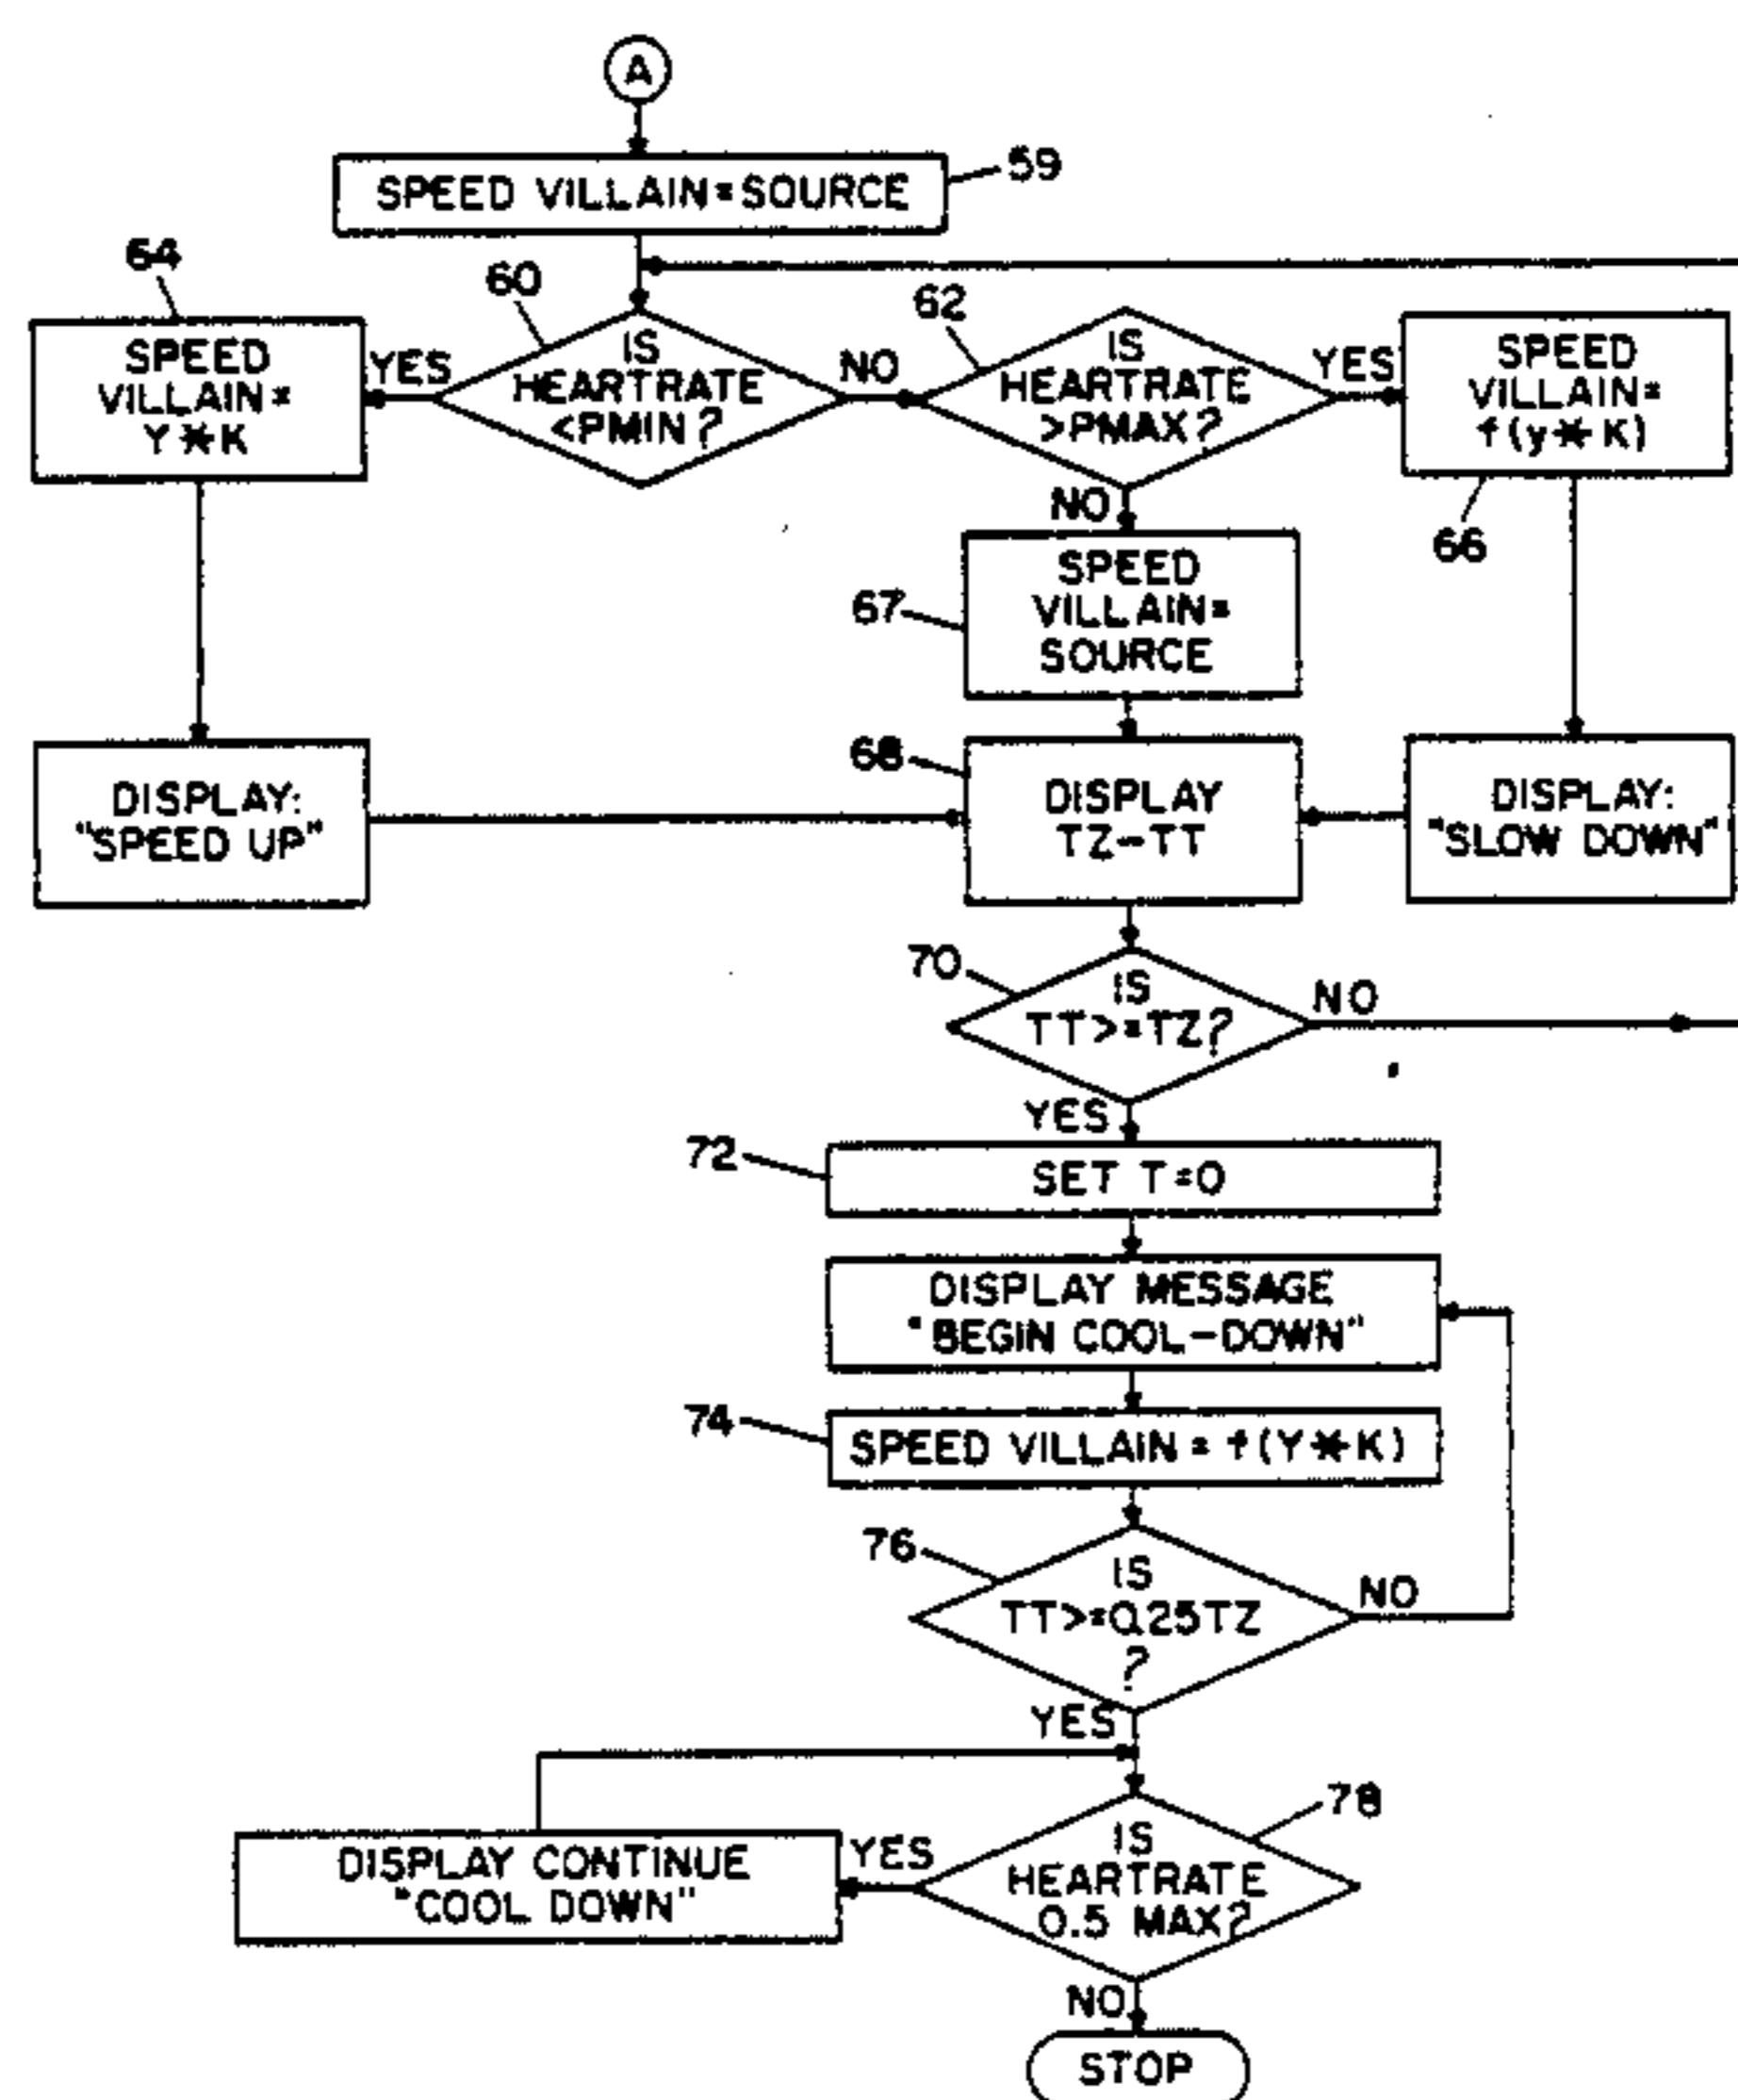 A
SPEED VILLAIN=SOURCE
59
64
60
62
SPEED
VILLAIN=
Y*K
YES
IS
HEARTRATE
<PMIN?
NO
IS
HEARTRATE
>PMAX?
YES
SPEED
VILLAIN=
f(y*K)
66
NO
67
SPEED
VILLAIN=
SOURCE
DISPLAY:
"SPEED UP"
68
DISPLAY
TZ-TT
DISPLAY:
"SLOW DOWN"
70
IS
TT>=TZ?
NO
YES
72
SET T=0
DISPLAY MESSAGE
"BEGIN COOL-DOWN"
74
SPEED VILLAIN=f(Y*K)
76
IS
TT>=0.25TZ
?
NO
YES
78
DISPLAY CONTINUE
"COOL DOWN"
YES
IS
HEARTRATE
0.5 MAX?
NO
STOP